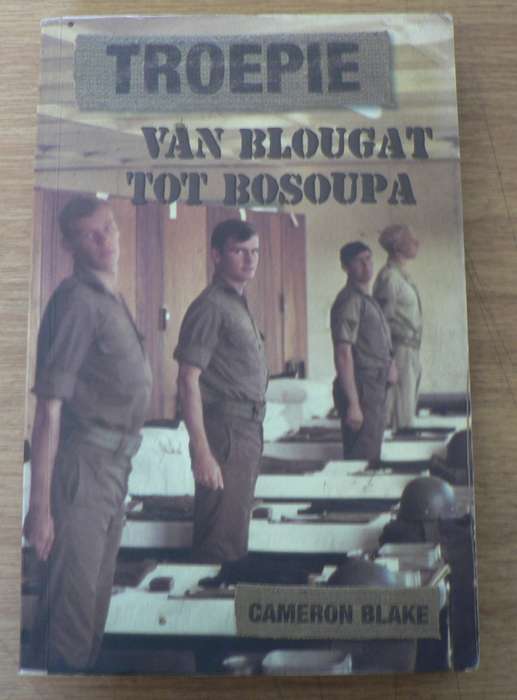 TROEPIE
VAN BLOUGAT
TOT BOSOUPA
CAMERON BLAKE